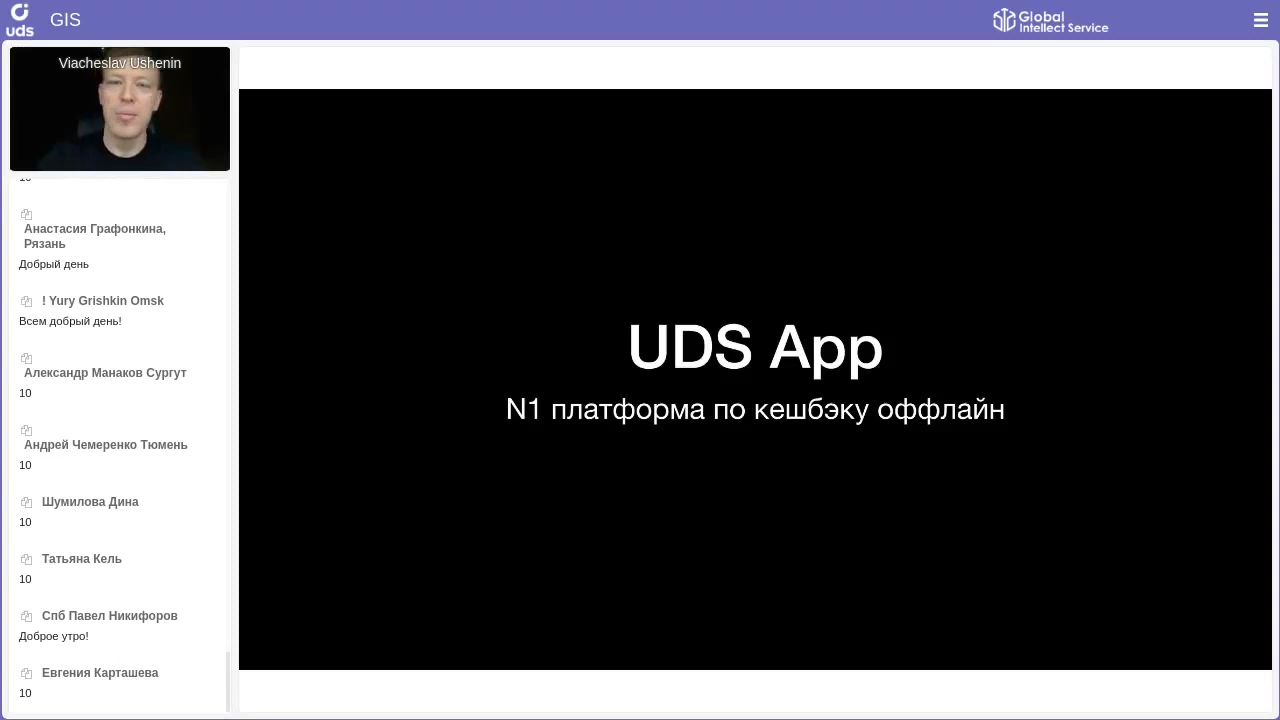 uds
GIS
Global
Intellect Service
Viacheslav Ushenin
10
Анастасия Графонкина,
Рязань
Добрый день
! Yury Grishkin Omsk
Всем добрый день!
Александр Манаков Сургут
10
Андрей Чемеренко Тюмень
10
Шумилова Дина
10
Татьяна Кель
10
Спб Павел Никифоров
Доброе утро!
Евгения Карташева
10
UDS App
N1 платформа по кешбэку оффлайн